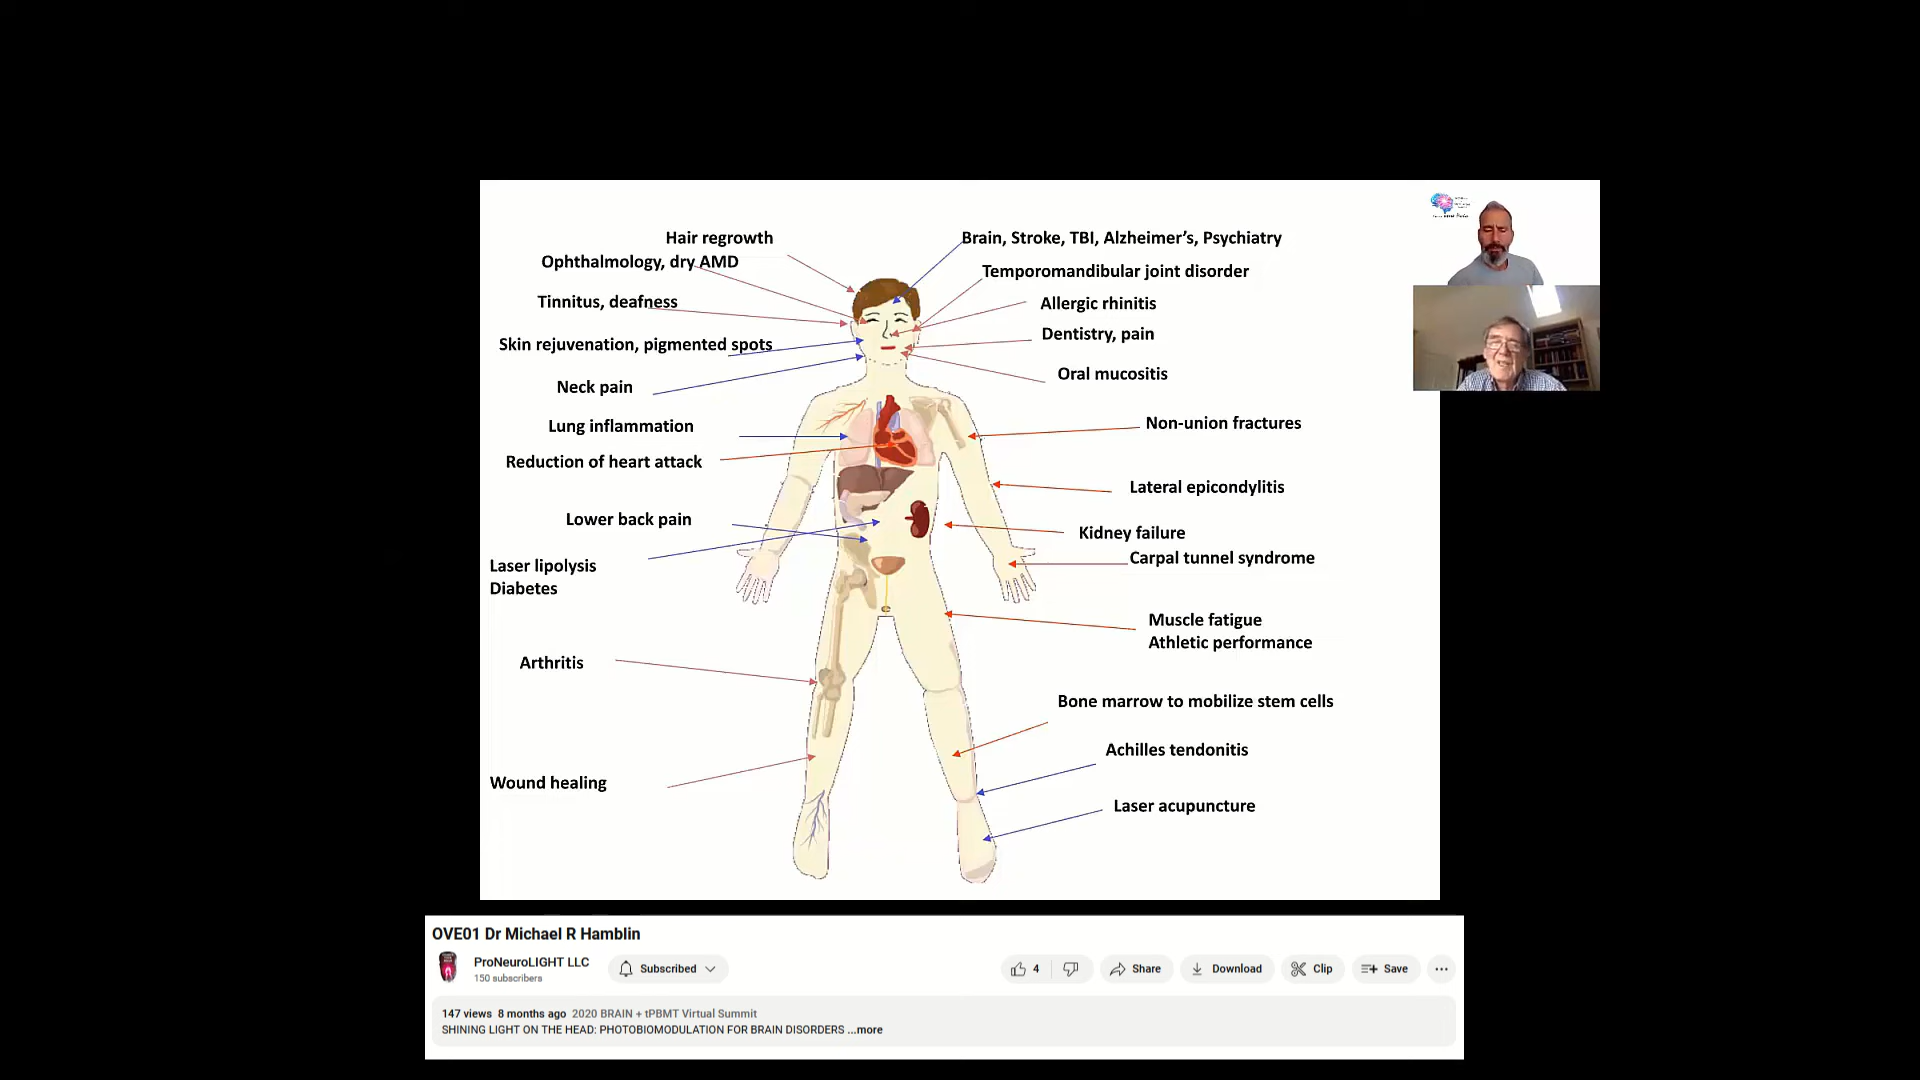 Hair regrowth
Ophthalmology, dry AMD
Tinnitus, deafness
Skin rejuvenation, pigmented spots
Neck pain
Lung inflammation
Reduction of heart attack
Lower back pain
Laser lipolysis
Diabetes
Arthritis
Wound healing
Brain, Stroke, TBI, Alzheimer's, Psychiatry
Temporomandibular joint disorder
Allergic rhinitis
Dentistry, pain
Oral mucositis
Non-union fractures
Lateral epicondylitis
Kidney failure
Carpal tunnel syndrome
Muscle fatigue
Athletic performance
Bone marrow to mobilize stem cells
Achilles tendonitis
Laser acupuncture
OVE01 Dr Michael R Hamblin
ProNeuroLIGHT LLC
150 subscribers
Subscribed
4
Share
Download
Clip
Save
147 views 8 months ago 2020 BRAIN + tPBMT Virtual Summit
SHINING LIGHT ON THE HEAD: PHOTOBIOMODULATION FOR BRAIN DISORDERS ...more